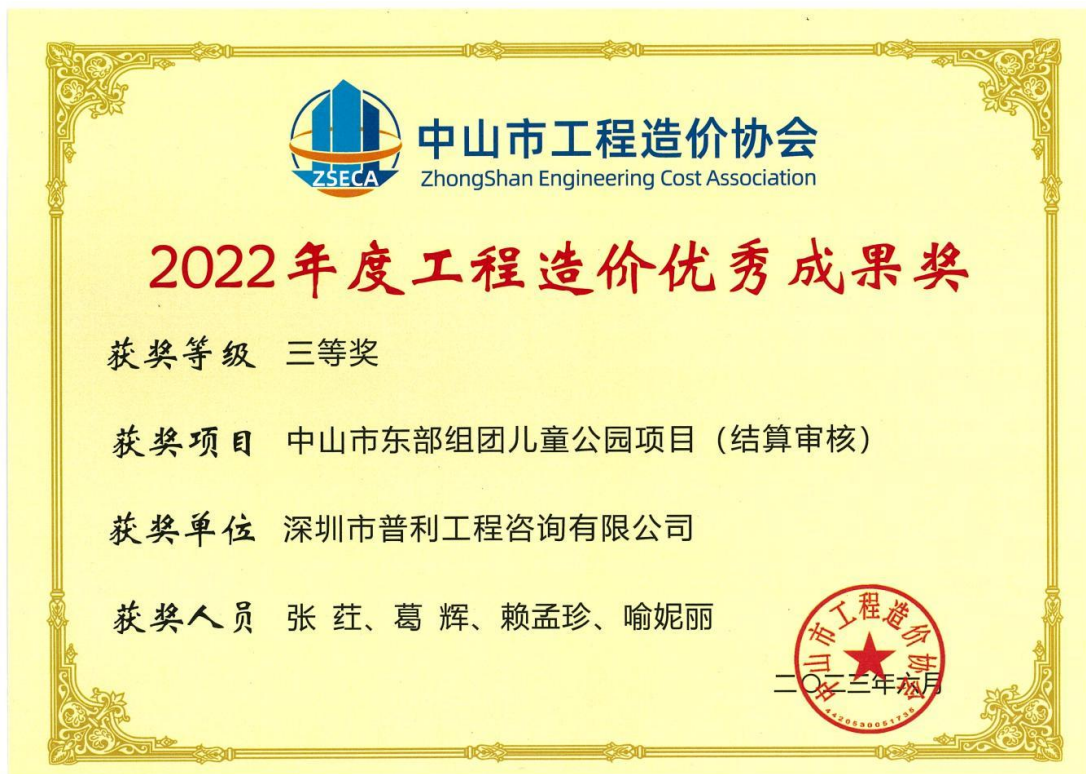 ZSECA
中山市工程造价协会
ZhongShan Engineering Cost Association
2022年度工程造价优秀成果奖
获奖等级 三等奖
获奖项目 中山市东部组团儿童公园项目（结算审核）
获奖单位 深圳市普利工程咨询有限公司
获奖人员 张 荭、葛 辉、赖孟珍、喻妮丽
中山市工程造价协会
二〇二三年六月
4420530051735